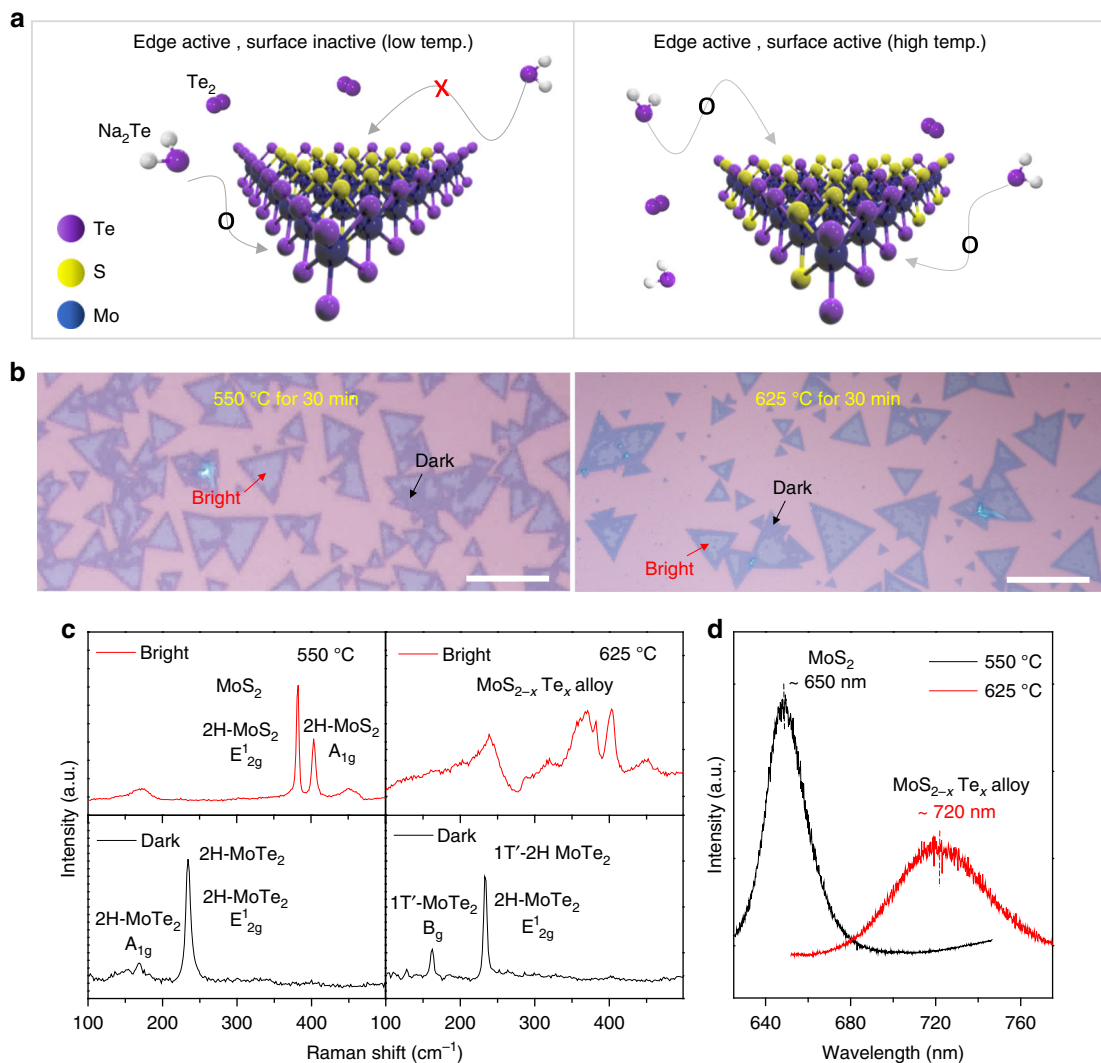 a
Edge active , surface inactive (low temp.)
Edge active , surface active (high temp.)
Te₂
X
Na₂Te
O
O
O
Te
S
Mo
b
550 °C for 30 min
625 °C for 30 min
Dark
Bright
Dark
Bright
c
Bright
550 °C
MoS₂
2H-MoS₂
E¹₂g
2H-MoS₂
A₁g
Bright
625 °C
MoS₂₋ₓ Teₓ alloy
Dark
2H-MoTe₂
2H-MoTe₂
E¹₂g
2H-MoTe₂
A₁g
Dark
1T′-2H MoTe₂
1T′-MoTe₂
B_g
2H-MoTe₂
E¹₂g
Intensity (a.u.)
100 200 300 400 100 200 300 400
Raman shift (cm⁻¹)
d
MoS₂
~ 650 nm
550 °C
625 °C
MoS₂₋ₓ Teₓ alloy
~ 720 nm
Intensity (a.u.)
640 680 720 760
Wavelength (nm)